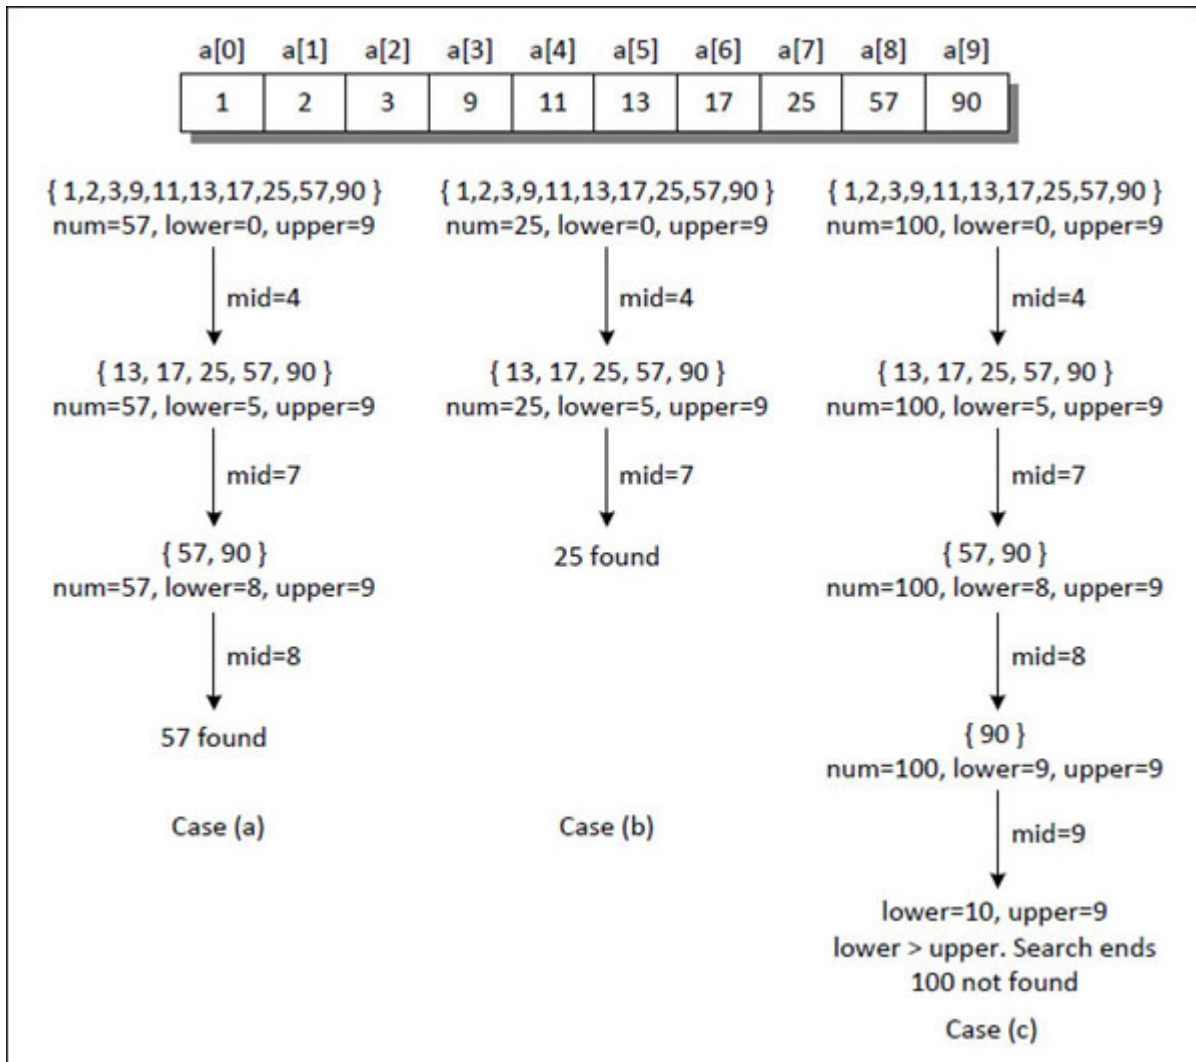 a[0] a[1] a[2] a[3] a[4] a[5] a[6] a[7] a[8] a[9]
1 2 3 9 11 13 17 25 57 90
{ 1,2,3,9,11,13,17,25,57,90 }
num=57, lower=0, upper=9
mid=4
{ 13, 17, 25, 57, 90 }
num=57, lower=5, upper=9
mid=7
{ 57, 90 }
num=57, lower=8, upper=9
mid=8
57 found
Case (a)
{ 1,2,3,9,11,13,17,25,57,90 }
num=25, lower=0, upper=9
mid=4
{ 13, 17, 25, 57, 90 }
num=25, lower=5, upper=9
mid=7
25 found
Case (b)
{ 1,2,3,9,11,13,17,25,57,90 }
num=100, lower=0, upper=9
mid=4
{ 13, 17, 25, 57, 90 }
num=100, lower=5, upper=9
mid=7
{ 57, 90 }
num=100, lower=8, upper=9
mid=8
{ 90 }
num=100, lower=9, upper=9
mid=9
lower=10, upper=9
lower > upper. Search ends
100 not found
Case (c)